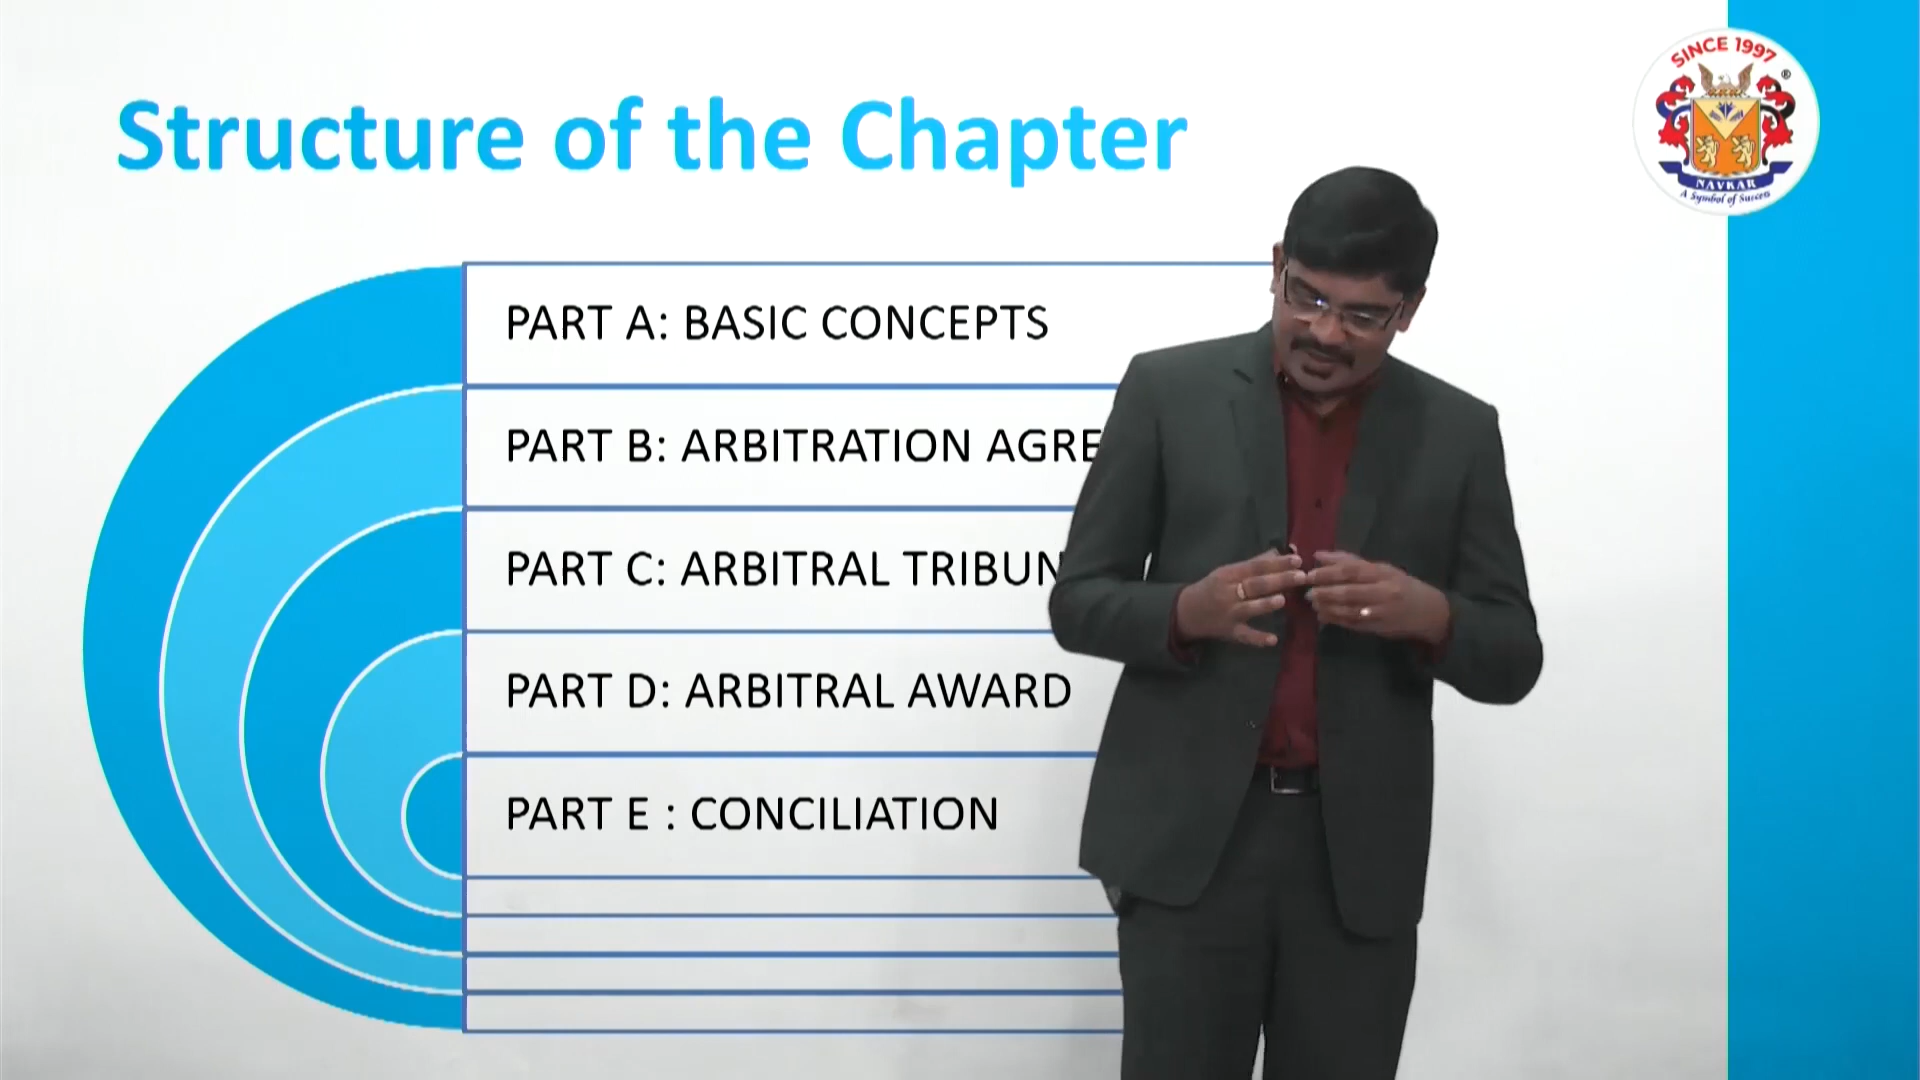 Structure of the Chapter
SINCE 1997
®
NAVKAR
A Symbol of Success
PART A: BASIC CONCEPTS
PART B: ARBITRATION AGRE
PART C: ARBITRAL TRIBUN
PART D: ARBITRAL AWARD
PART E : CONCILIATION